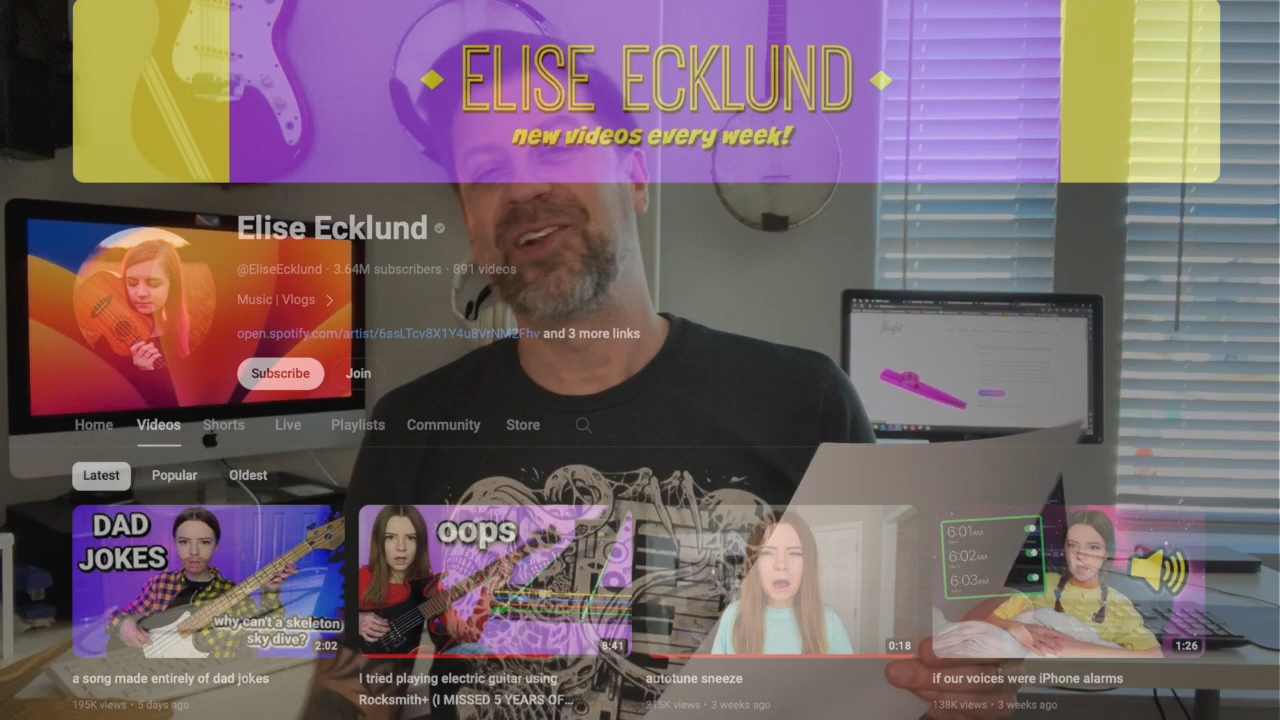 ELISE ECKLUND
new videos every week!
Elise Ecklund
@EliseEcklund · 3.64M subscribers · 891 videos
Music | Vlogs
open.spotify.com/artist/6ssLTcv8X1Y4u8VrNM2Fhv and 3 more links
Subscribe Join
Home Videos Shorts Live Playlists Community Store
Latest Popular Oldest
DAD
JOKES
why can't a skeleton
sky dive?
2:02
oops
8:41
0:18
6:01AM
6:02AM
6:03AM
1:26
a song made entirely of dad jokes
195K views • 5 days ago
I tried playing electric guitar using
Rocksmith+ (I MISSED 5 YEARS OF...
autotune sneeze
215K views • 3 weeks ago
if our voices were iPhone alarms
138K views • 3 weeks ago
flight